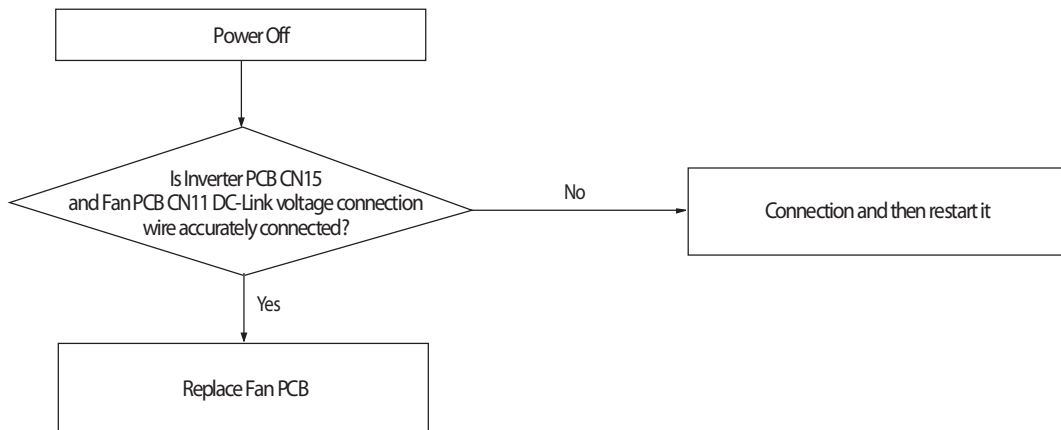 Power Off
Is Inverter PCB CN15
and Fan PCB CN11 DC-Link voltage connection
wire accurately connected?
No
Connection and then restart it
Yes
Replace Fan PCB